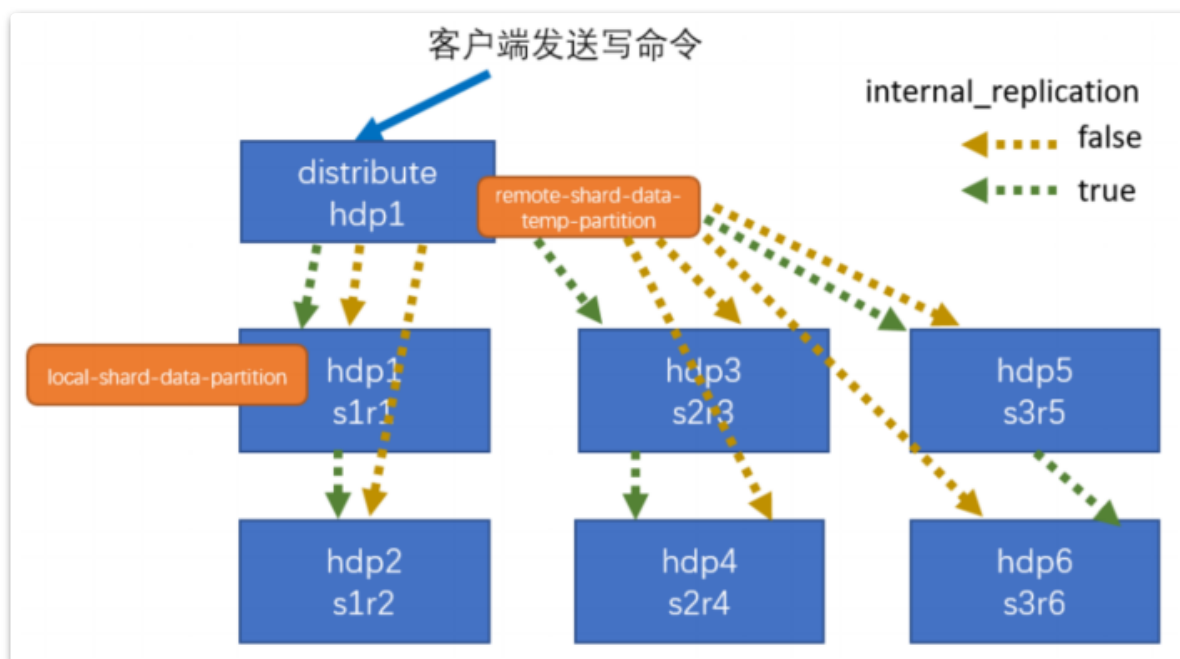 客户端发送写命令
internal_replication
false
true
distribute
hdp1
remote-shard-data-
temp-partition
local-shard-data-partition
hdp1
s1r1
hdp3
s2r3
hdp5
s3r5
hdp2
s1r2
hdp4
s2r4
hdp6
s3r6